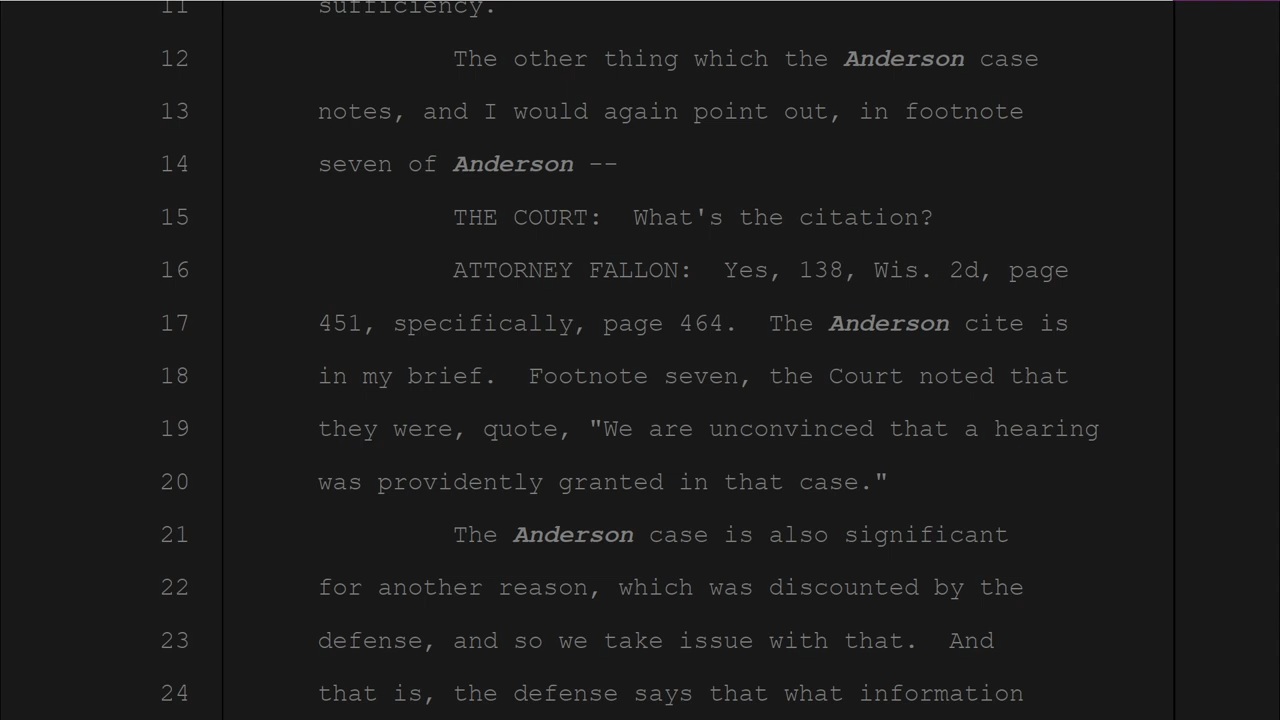 11 sufficiency.
12 The other thing which the Anderson case
13 notes, and I would again point out, in footnote
14 seven of Anderson --
15 THE COURT:  What's the citation?
16 ATTORNEY FALLON:  Yes, 138, Wis. 2d, page
17 451, specifically, page 464.  The Anderson cite is
18 in my brief.  Footnote seven, the Court noted that
19 they were, quote, "We are unconvinced that a hearing
20 was providently granted in that case."
21 The Anderson case is also significant
22 for another reason, which was discounted by the
23 defense, and so we take issue with that.  And
24 that is, the defense says that what information